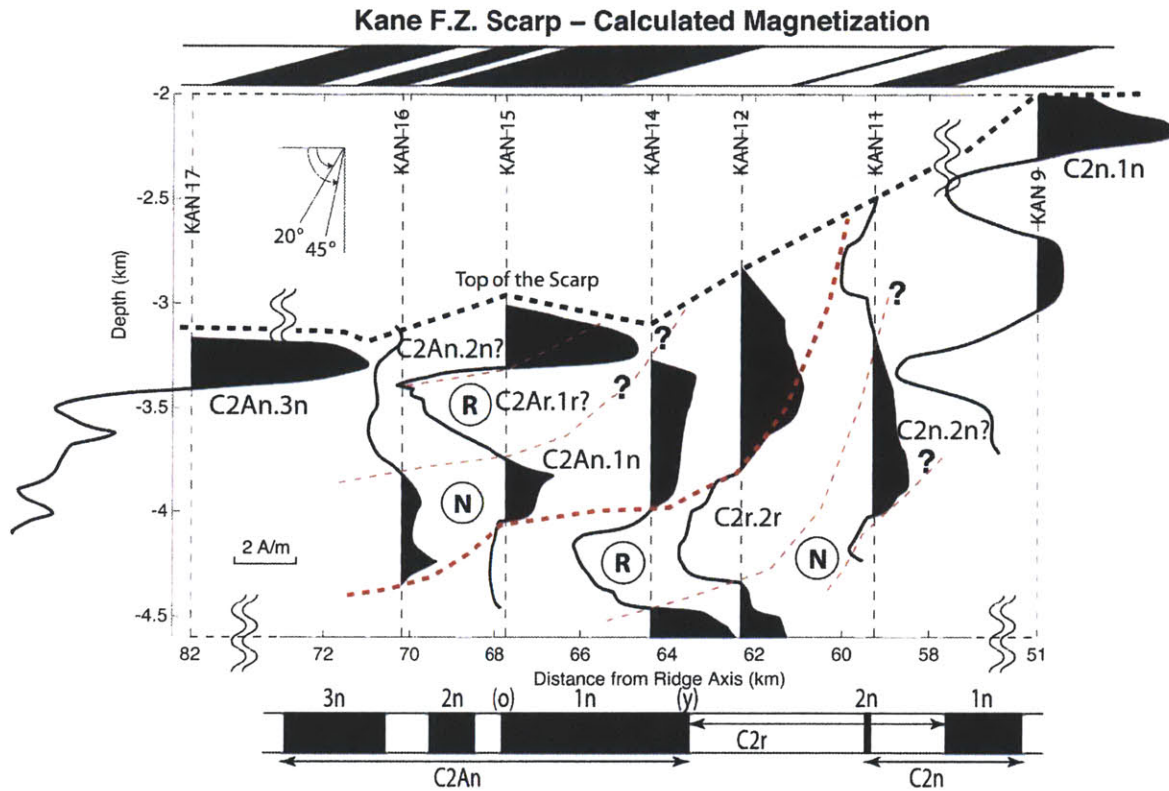 Kane F.Z. Scarp – Calculated Magnetization
-2
-2.5
-3
-3.5
-4
-4.5
Depth (km)
KAN 17
KAN 16
KAN 15
KAN 14
KAN 12
KAN 11
KAN 9
20°
45°
Top of the Scarp
C2n.1n
C2An.2n?
?
?
?
C2An.3n
R
C2Ar.1r?
C2An.1n
C2n.2n?
?
N
C2r.2r
2 A/m
R
N
82 72 70 68 66 64 62 60 58 51
Distance from Ridge Axis (km)
3n 2n (o) 1n (y) 2n 1n
C2r
C2An C2n